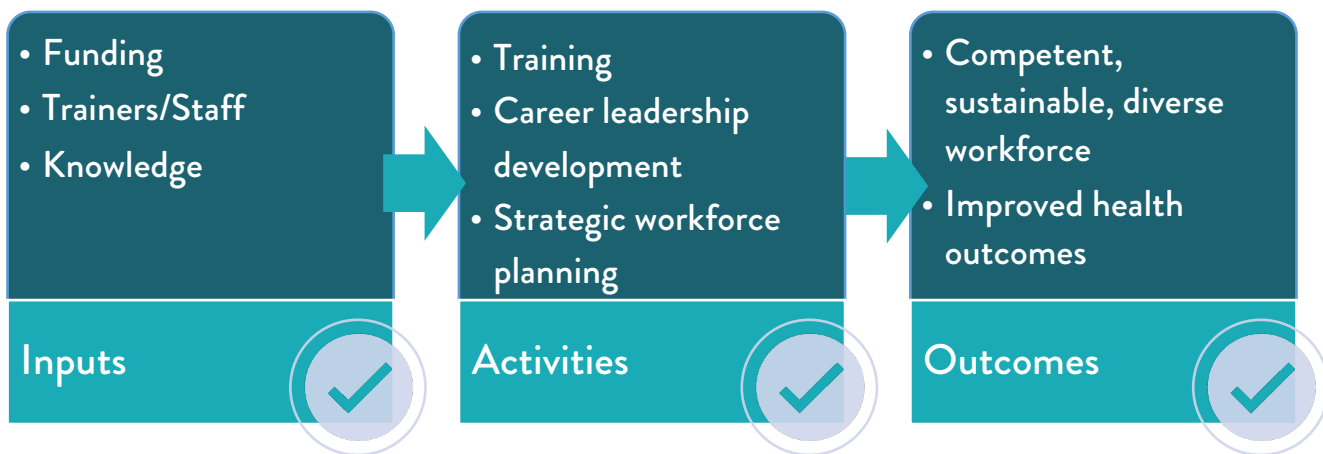 • Funding
• Trainers/Staff
• Knowledge
Inputs
• Training
• Career leadership
development
• Strategic workforce
planning
Activities
• Competent,
sustainable, diverse
workforce
• Improved health
outcomes
Outcomes